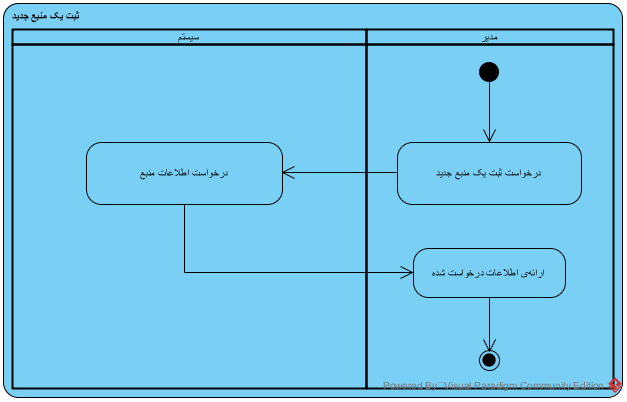 ثبت یک منبع جدید
مدیر
سیستم
درخواست ثبت یک منبع جدید
درخواست اطلاعات منبع
ارائه‌ی اطلاعات درخواست شده
Powered By Visual Paradigm Community Edition